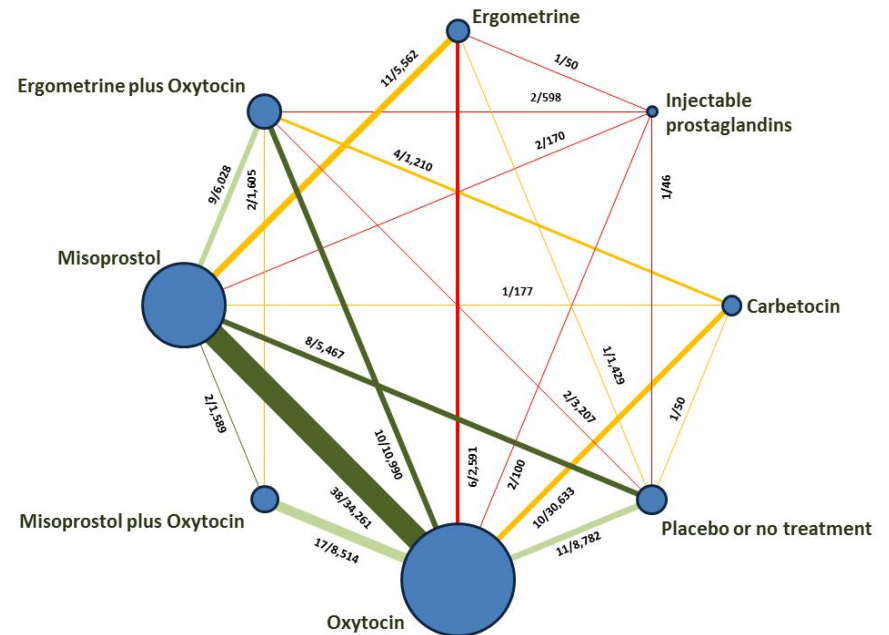 Ergometrine
11/5,562
1/50
Ergometrine plus Oxytocin
2/598
Injectable
prostaglandins
2/170
4/1,210
9/6,028
2/1,605
1/46
Misoprostol
1/177
Carbetocin
8/5,467
1/1,429
2/1,589
2/3,207
1/50
10/10,990
6/2,591
2/100
38/34,261
10/30,633
Misoprostol plus Oxytocin
17/8,514
11/8,782
Placebo or no treatment
Oxytocin